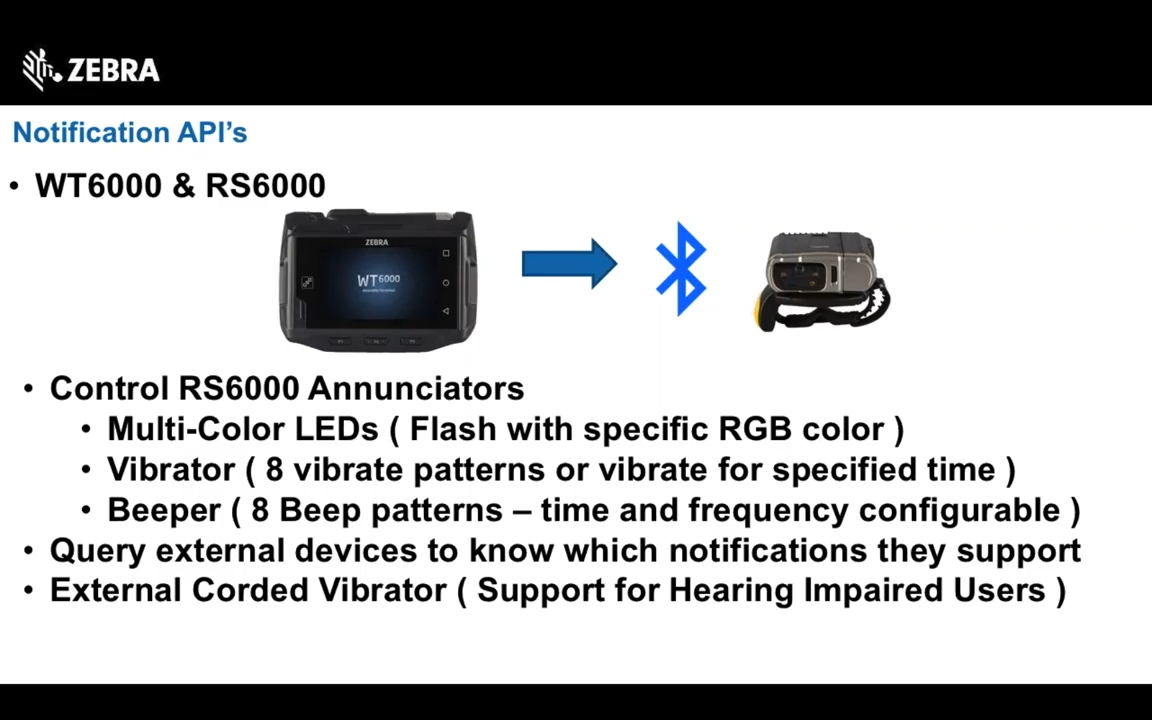 ZEBRA
Notification API’s
• WT6000 & RS6000
ZEBRA
WT6000
• Control RS6000 Annunciators
• Multi-Color LEDs ( Flash with specific RGB color )
• Vibrator ( 8 vibrate patterns or vibrate for specified time )
• Beeper ( 8 Beep patterns – time and frequency configurable )
• Query external devices to know which notifications they support
• External Corded Vibrator ( Support for Hearing Impaired Users )